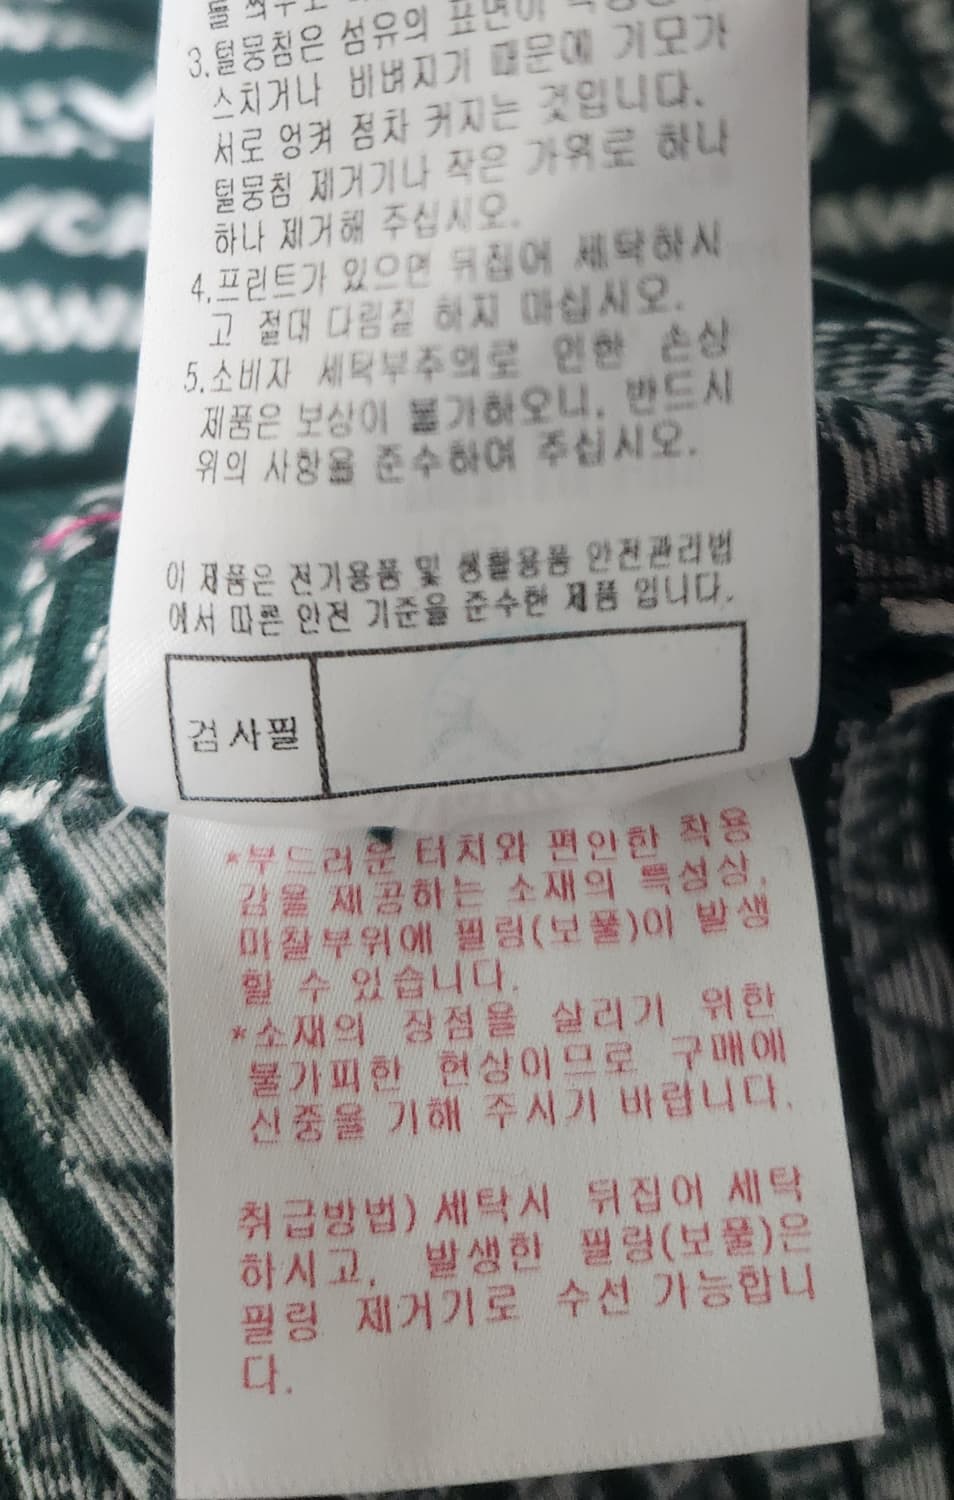 3.털뭉침은 섬유의 표면이
스치거나 비벼지기 때문에 기모가
서로 엉켜 점차 커지는 것입니다.
털뭉침 제거기나 작은 가위로 하나
하나 제거해 주십시오.
4.프린트가 있으면 뒤집어 세탁하시
고 절대 다림질 하지 마십시오.
5.소비자 세탁부주의로 인한 손상
제품은 보상이 불가하오니, 반드시
위의 사항을 준수하여 주십시오.
이 제품은 전기용품 및 생활용품 안전관리법
에서 따른 안전 기준을 준수한 제품 입니다.
검사필
*부드러운 터치와 편안한 착용
감을 제공하는 소재의 특성상,
마찰부위에 필링(보풀)이 발생
할 수 있습니다.
*소재의 장점을 살리기 위한
불가피한 현상이므로 구매에
신중을 기해 주시기 바랍니다.
취급방법) 세탁시 뒤집어 세탁
하시고, 발생한 필링(보풀)은
필링 제거기로 수선 가능합니
다.